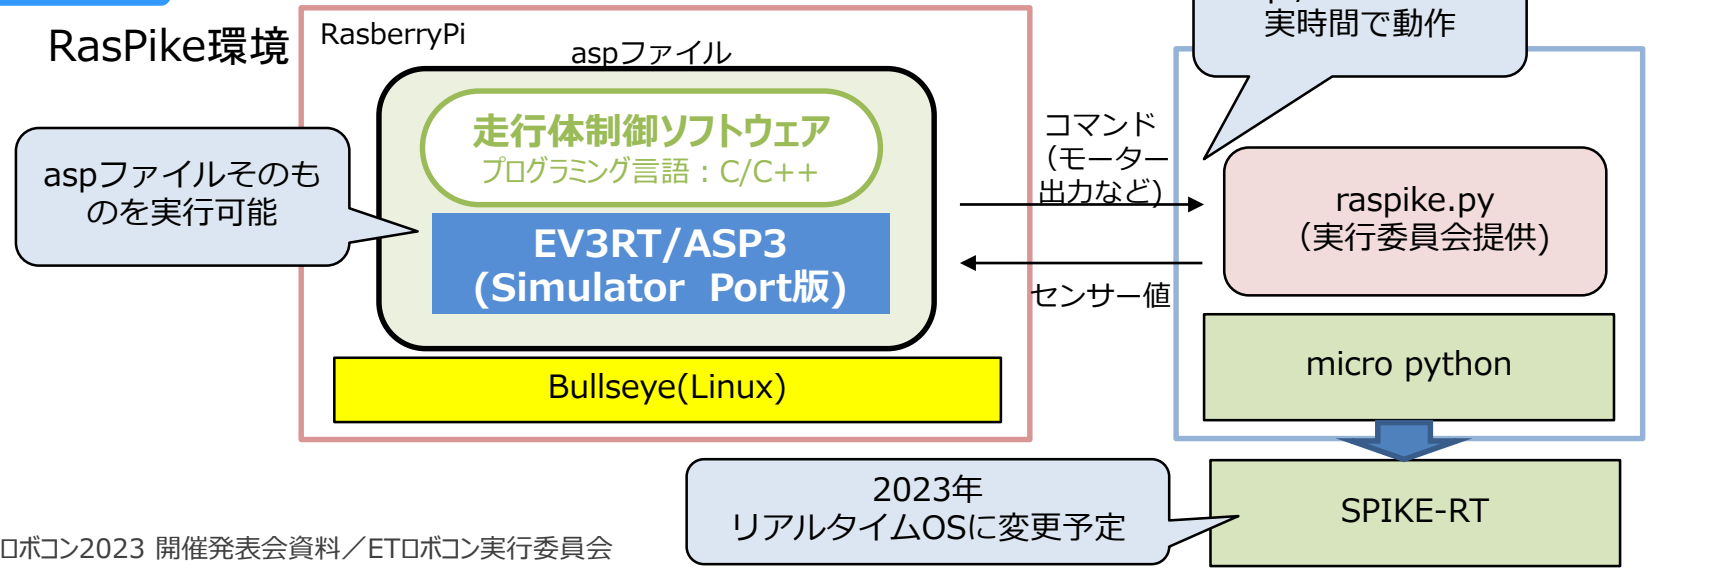 実時間で動作
RasPike環境
RasberryPi
aspファイル
走行体制御ソフトウェア
プログラミング言語：C/C++
コマンド
（モーター
出力など)
aspファイルそのも
のを実行可能
EV3RT/ASP3
(Simulator Port版)
raspike.py
（実行委員会提供)
センサー値
micro python
Bullseye(Linux)
2023年
リアルタイムOSに変更予定
SPIKE-RT
ロボコン2023 開催発表会資料／ETロボコン実行委員会